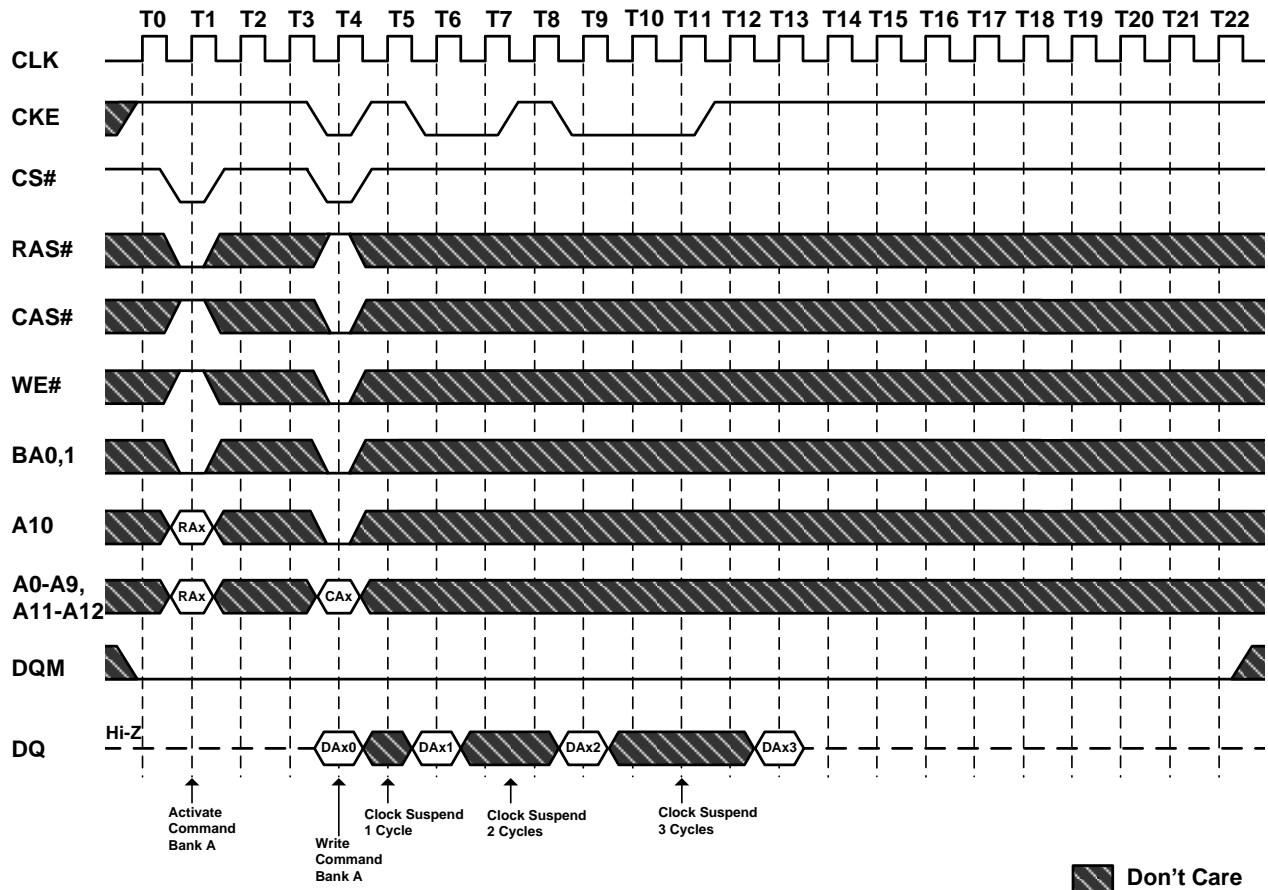 T0 T1 T2 T3 T4 T5 T6 T7 T8 T9 T10 T11 T12 T13 T14 T15 T16 T17 T18 T19 T20 T21 T22
CLK
CKE
CS#
RAS#
CAS#
WE#
BA0,1
A10
RAx
A0-A9,
A11-A12
RAx
CAx
DQM
Hi-Z
DQ
DAx0
DAx1
DAx2
DAx3
Activate
Command
Bank A
Write
Command
Bank A
Clock Suspend
1 Cycle
Clock Suspend
2 Cycles
Clock Suspend
3 Cycles
Don't Care